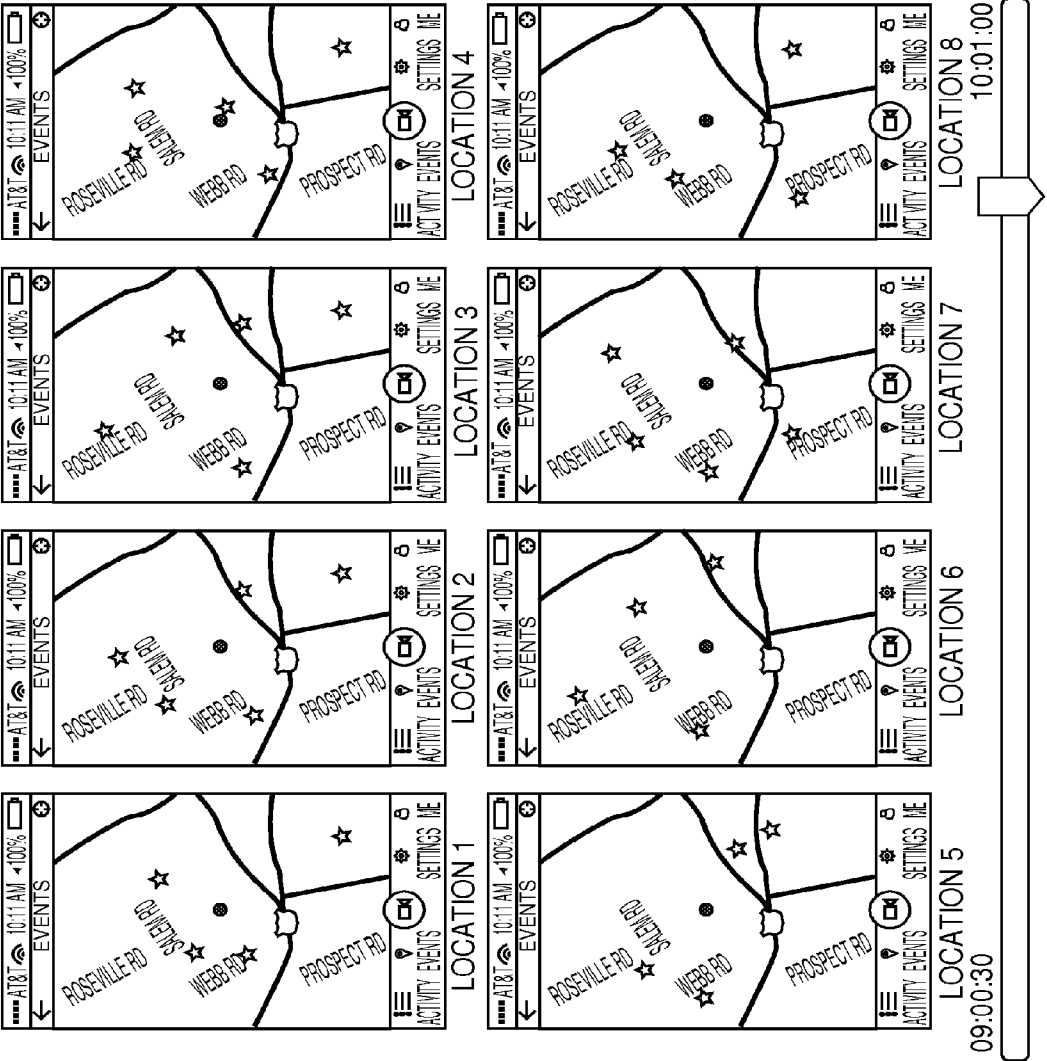 AT&T 10:11 AM 100%
EVENTS
ROSEVILLE RD
SALEM RD
WEBB RD
PROSPECT RD
ACTIVITY EVENTS SETTINGS ME
LOCATION 1
AT&T 10:11 AM 100%
EVENTS
ROSEVILLE RD
SALEM RD
WEBB RD
PROSPECT RD
ACTIVITY EVENTS SETTINGS ME
LOCATION 2
AT&T 10:11 AM 100%
EVENTS
ROSEVILLE RD
SALEM RD
WEBB RD
PROSPECT RD
ACTIVITY EVENTS SETTINGS ME
LOCATION 3
AT&T 10:11 AM 100%
EVENTS
ROSEVILLE RD
SALEM RD
WEBB RD
PROSPECT RD
ACTIVITY EVENTS SETTINGS ME
LOCATION 4
AT&T 10:11 AM 100%
EVENTS
ROSEVILLE RD
SALEM RD
WEBB RD
PROSPECT RD
ACTIVITY EVENTS SETTINGS ME
LOCATION 5
AT&T 10:11 AM 100%
EVENTS
ROSEVILLE RD
SALEM RD
WEBB RD
PROSPECT RD
ACTIVITY EVENTS SETTINGS ME
LOCATION 6
AT&T 10:11 AM 100%
EVENTS
ROSEVILLE RD
SALEM RD
WEBB RD
PROSPECT RD
ACTIVITY EVENTS SETTINGS ME
LOCATION 7
AT&T 10:11 AM 100%
EVENTS
ROSEVILLE RD
SALEM RD
WEBB RD
PROSPECT RD
ACTIVITY EVENTS SETTINGS ME
LOCATION 8
09:00:30 10:01:00